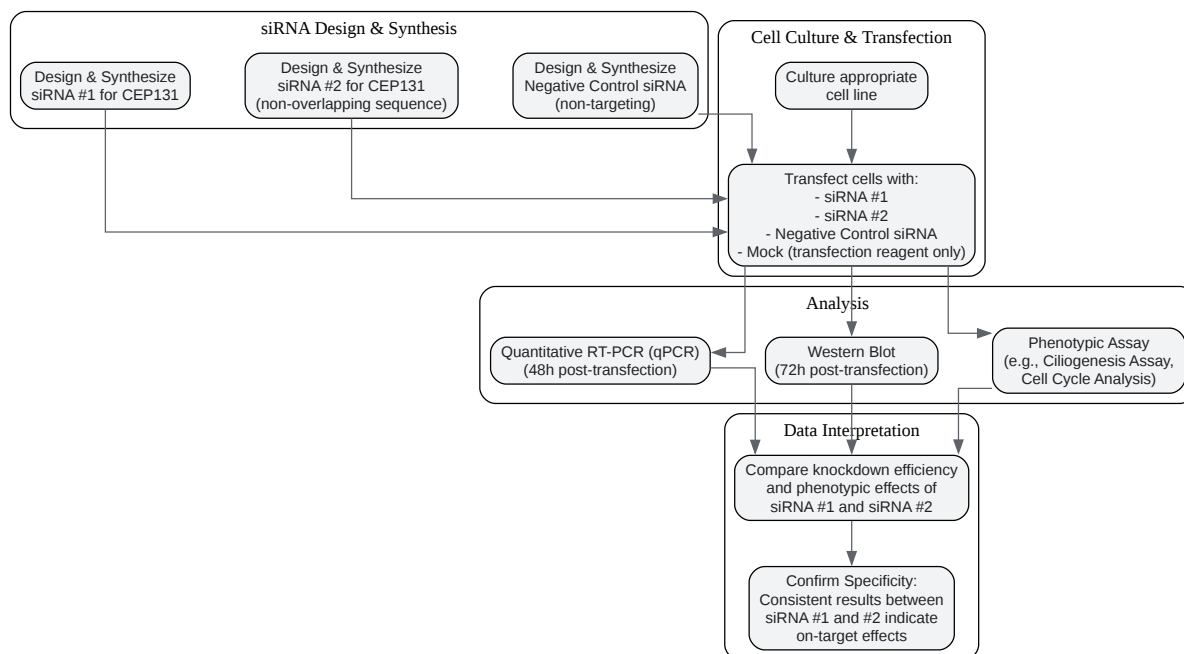 siRNA Design & Synthesis
Design & Synthesize
siRNA #1 for CEP131
Design & Synthesize
siRNA #2 for CEP131
(non-overlapping sequence)
Design & Synthesize
Negative Control siRNA
(non-targeting)
Cell Culture & Transfection
Culture appropriate
cell line
Transfect cells with:
- siRNA #1
- siRNA #2
- Negative Control siRNA
- Mock (transfection reagent only)
Analysis
Quantitative RT-PCR (qPCR)
(48h post-transfection)
Western Blot
(72h post-transfection)
Phenotypic Assay
(e.g., Ciliogenesis Assay,
Cell Cycle Analysis)
Data Interpretation
Compare knockdown efficiency
and phenotypic effects of
siRNA #1 and siRNA #2
Confirm Specificity:
Consistent results between
siRNA #1 and #2 indicate
on-target effects